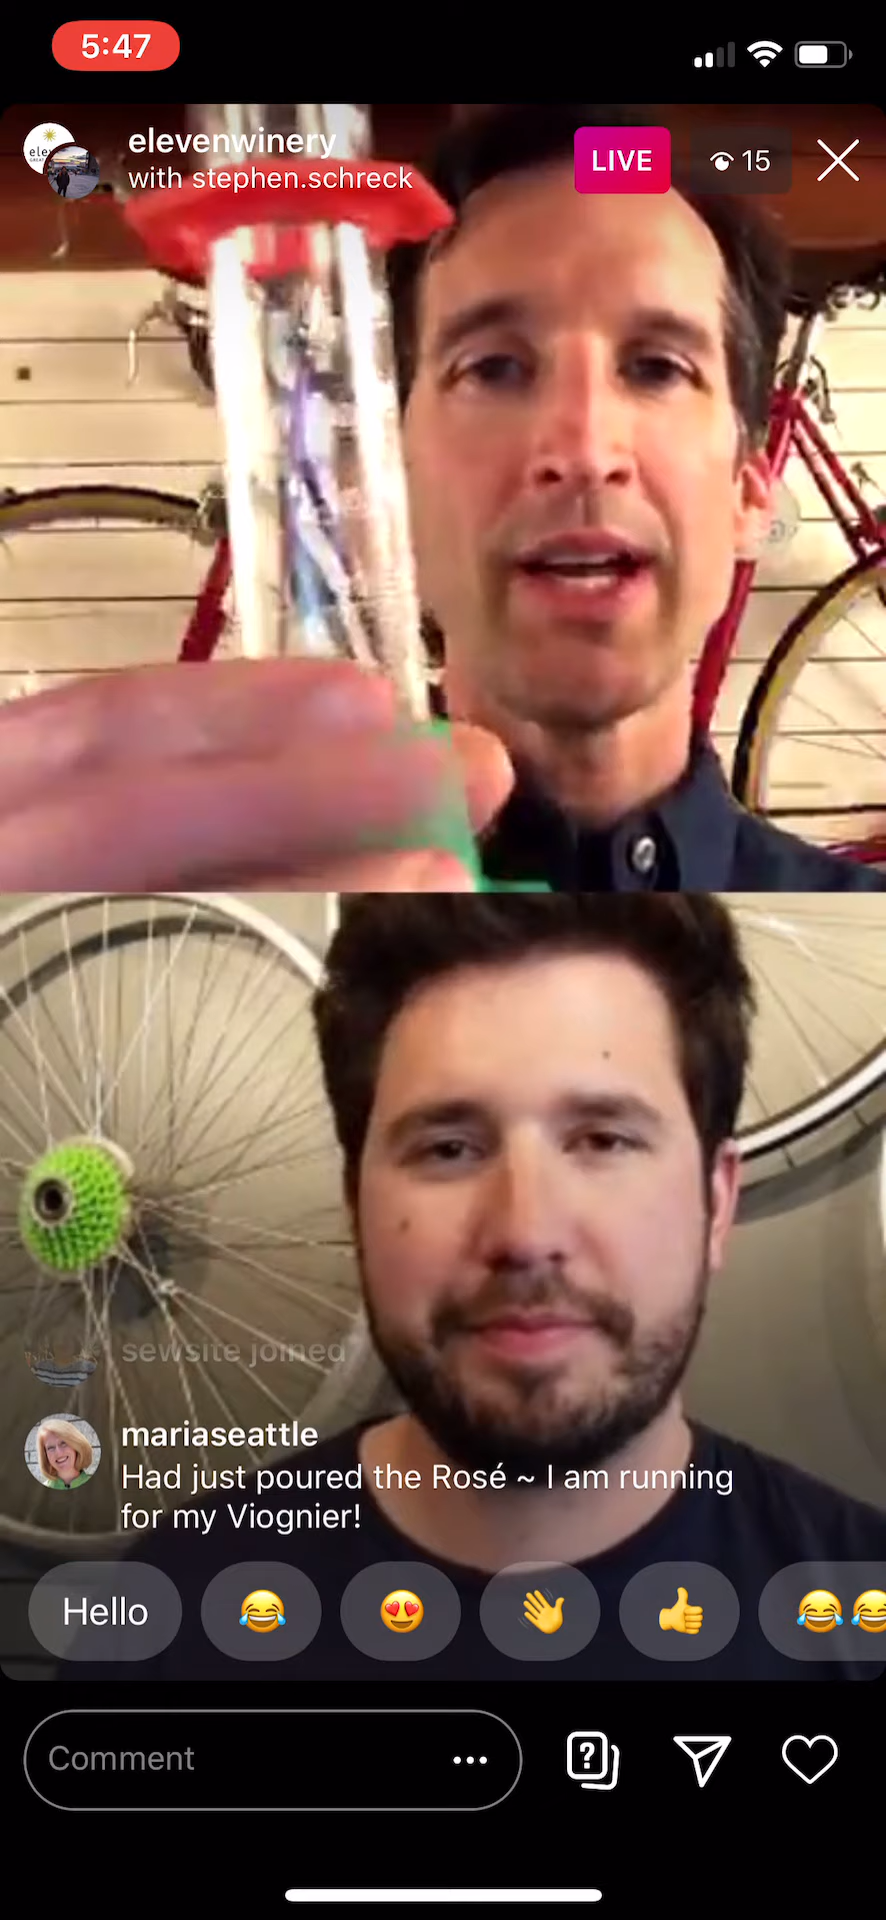 5:47
elevenwinery
with stephen.schreck
LIVE
15
sewsite joined
mariaseattle
Had just poured the Rosé ~ I am running
for my Viognier!
Hello
Comment